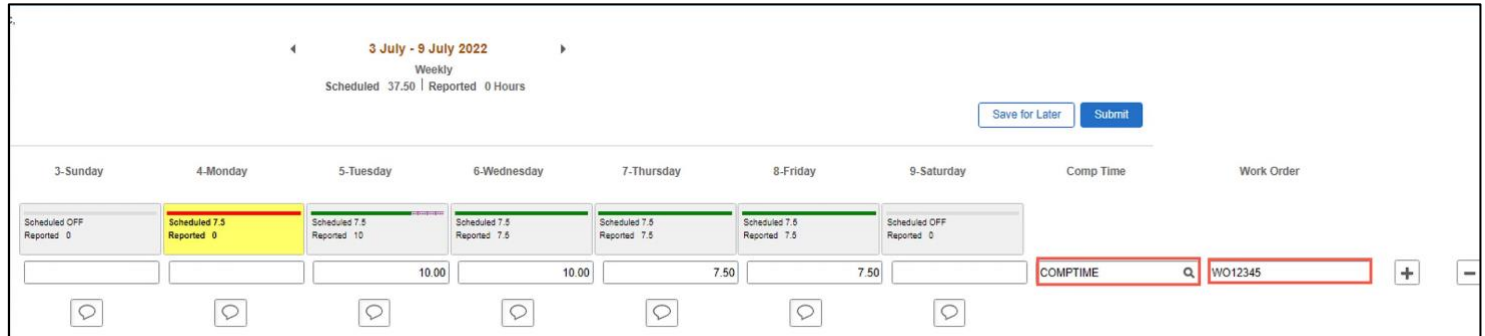 3 July - 9 July 2022
Weekly
Scheduled 37.50 | Reported 0 Hours
Save for Later Submit
3-Sunday 4-Monday 5-Tuesday 6-Wednesday 7-Thursday 8-Friday 9-Saturday Comp Time Work Order
Scheduled OFF Scheduled 7.5 Scheduled 7.5 Scheduled 7.5 Scheduled 7.5 Scheduled 7.5 Scheduled OFF
Reported 0 Reported 0 Reported 10 Reported 7.5 Reported 7.5 Reported 7.5 Reported 0
10.00 10.00 7.50 7.50 COMPTIME WO12345